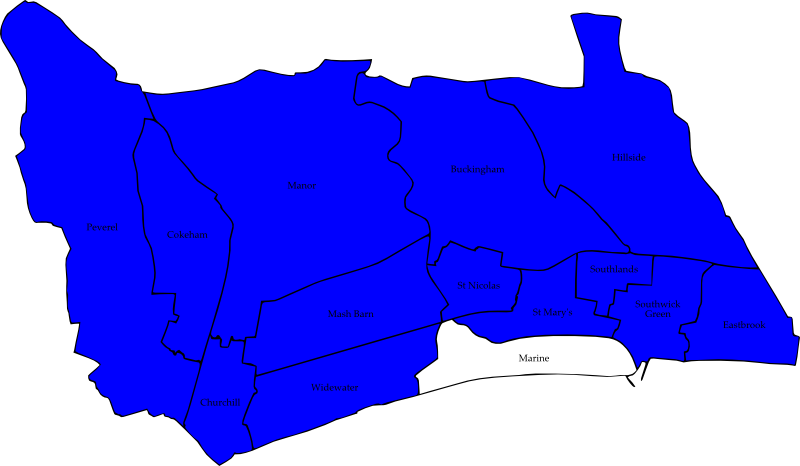 Hillside
Buckingham
Manor
Peverel
Cokeham
Southlands
St Nicolas
Southwick
Green
St Mary's
Mash Barn
Eastbrook
Marine
Widewater
Churchill